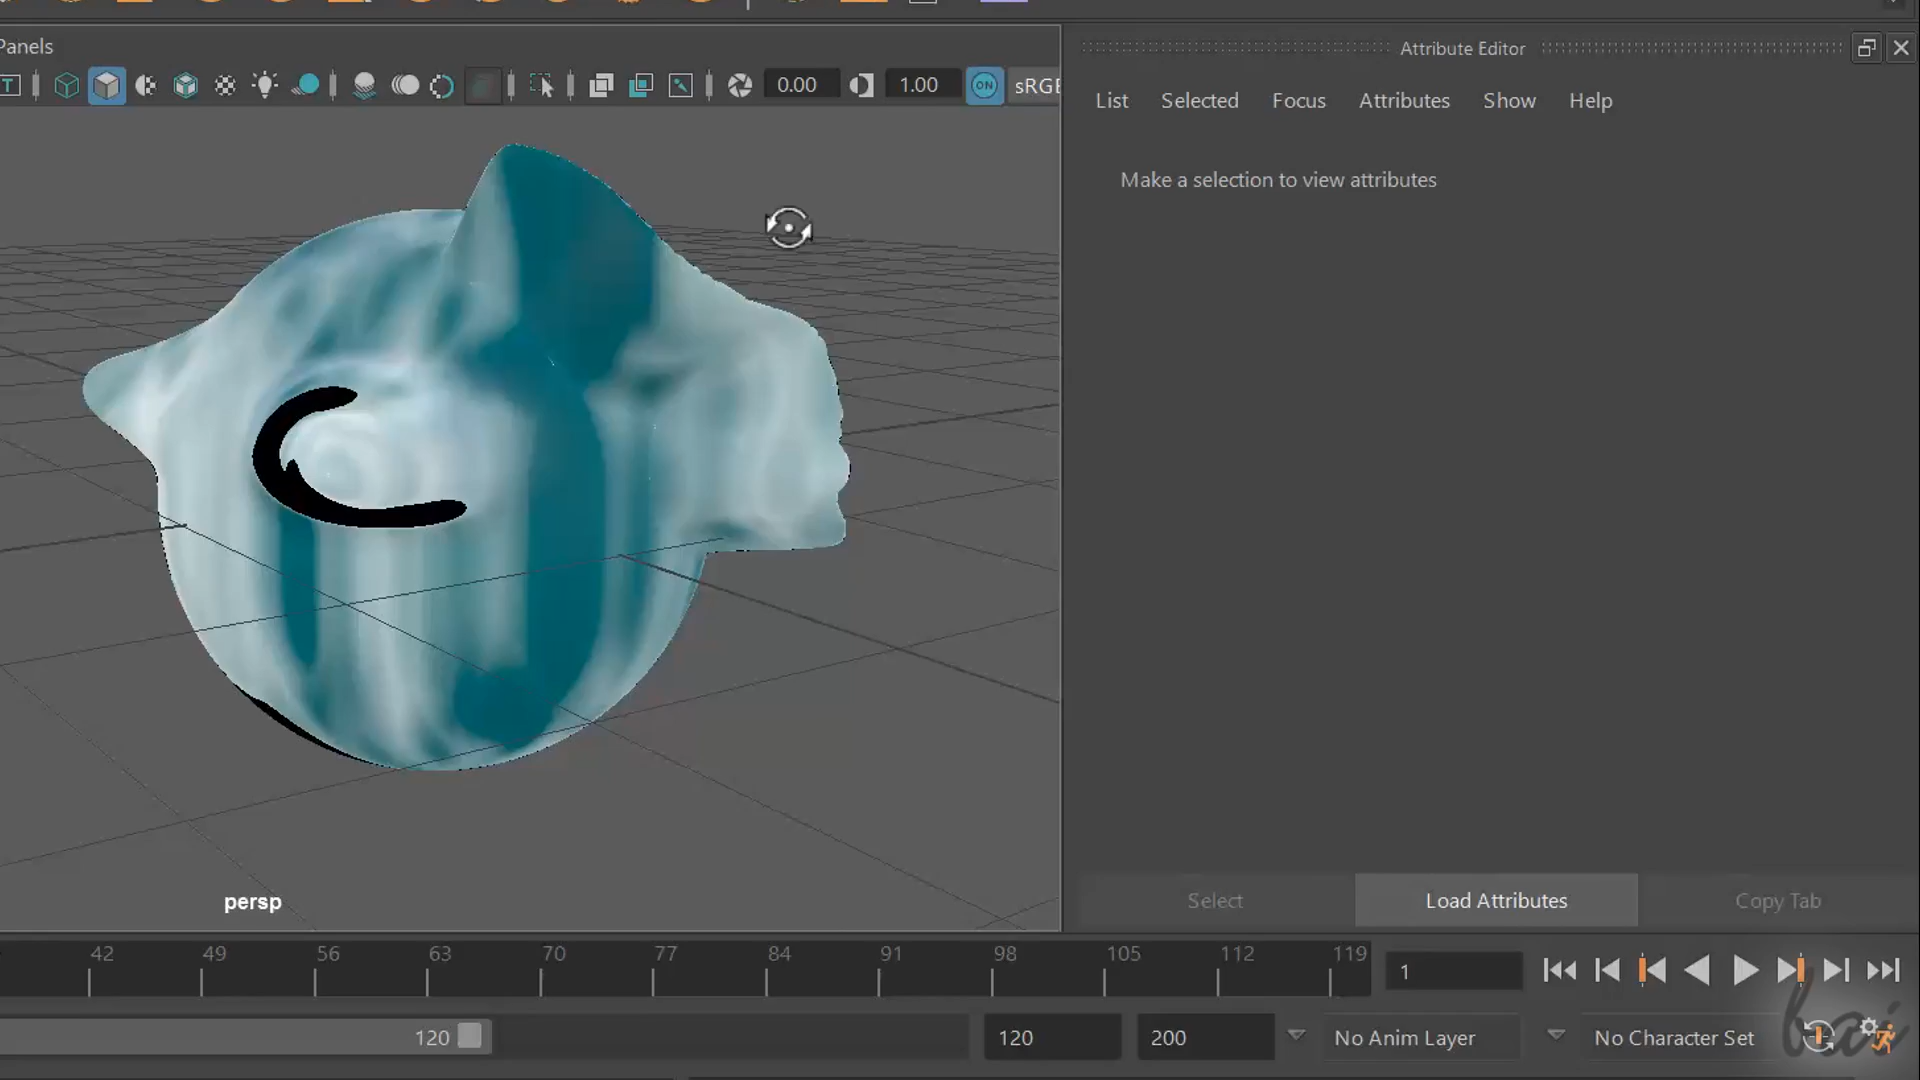 Panels
Attribute Editor
T
0.00
1.00
ON
List Selected Focus Attributes Show Help
Make a selection to view attributes
persp
Select
Load Attributes
Copy Tab
42 49 56 63 70 77 84 91 98 105 112 119
1
120
120
200
No Anim Layer
No Character Set